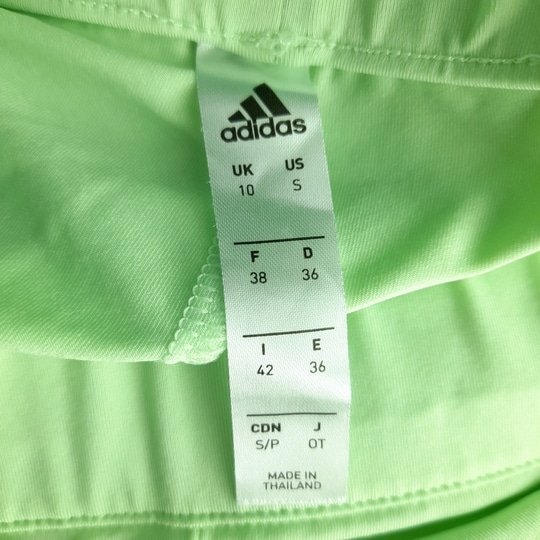 adidas
UK US
10 S
F D
38 36
I E
42 36
CDN J
S/P OT
MADE IN
THAILAND